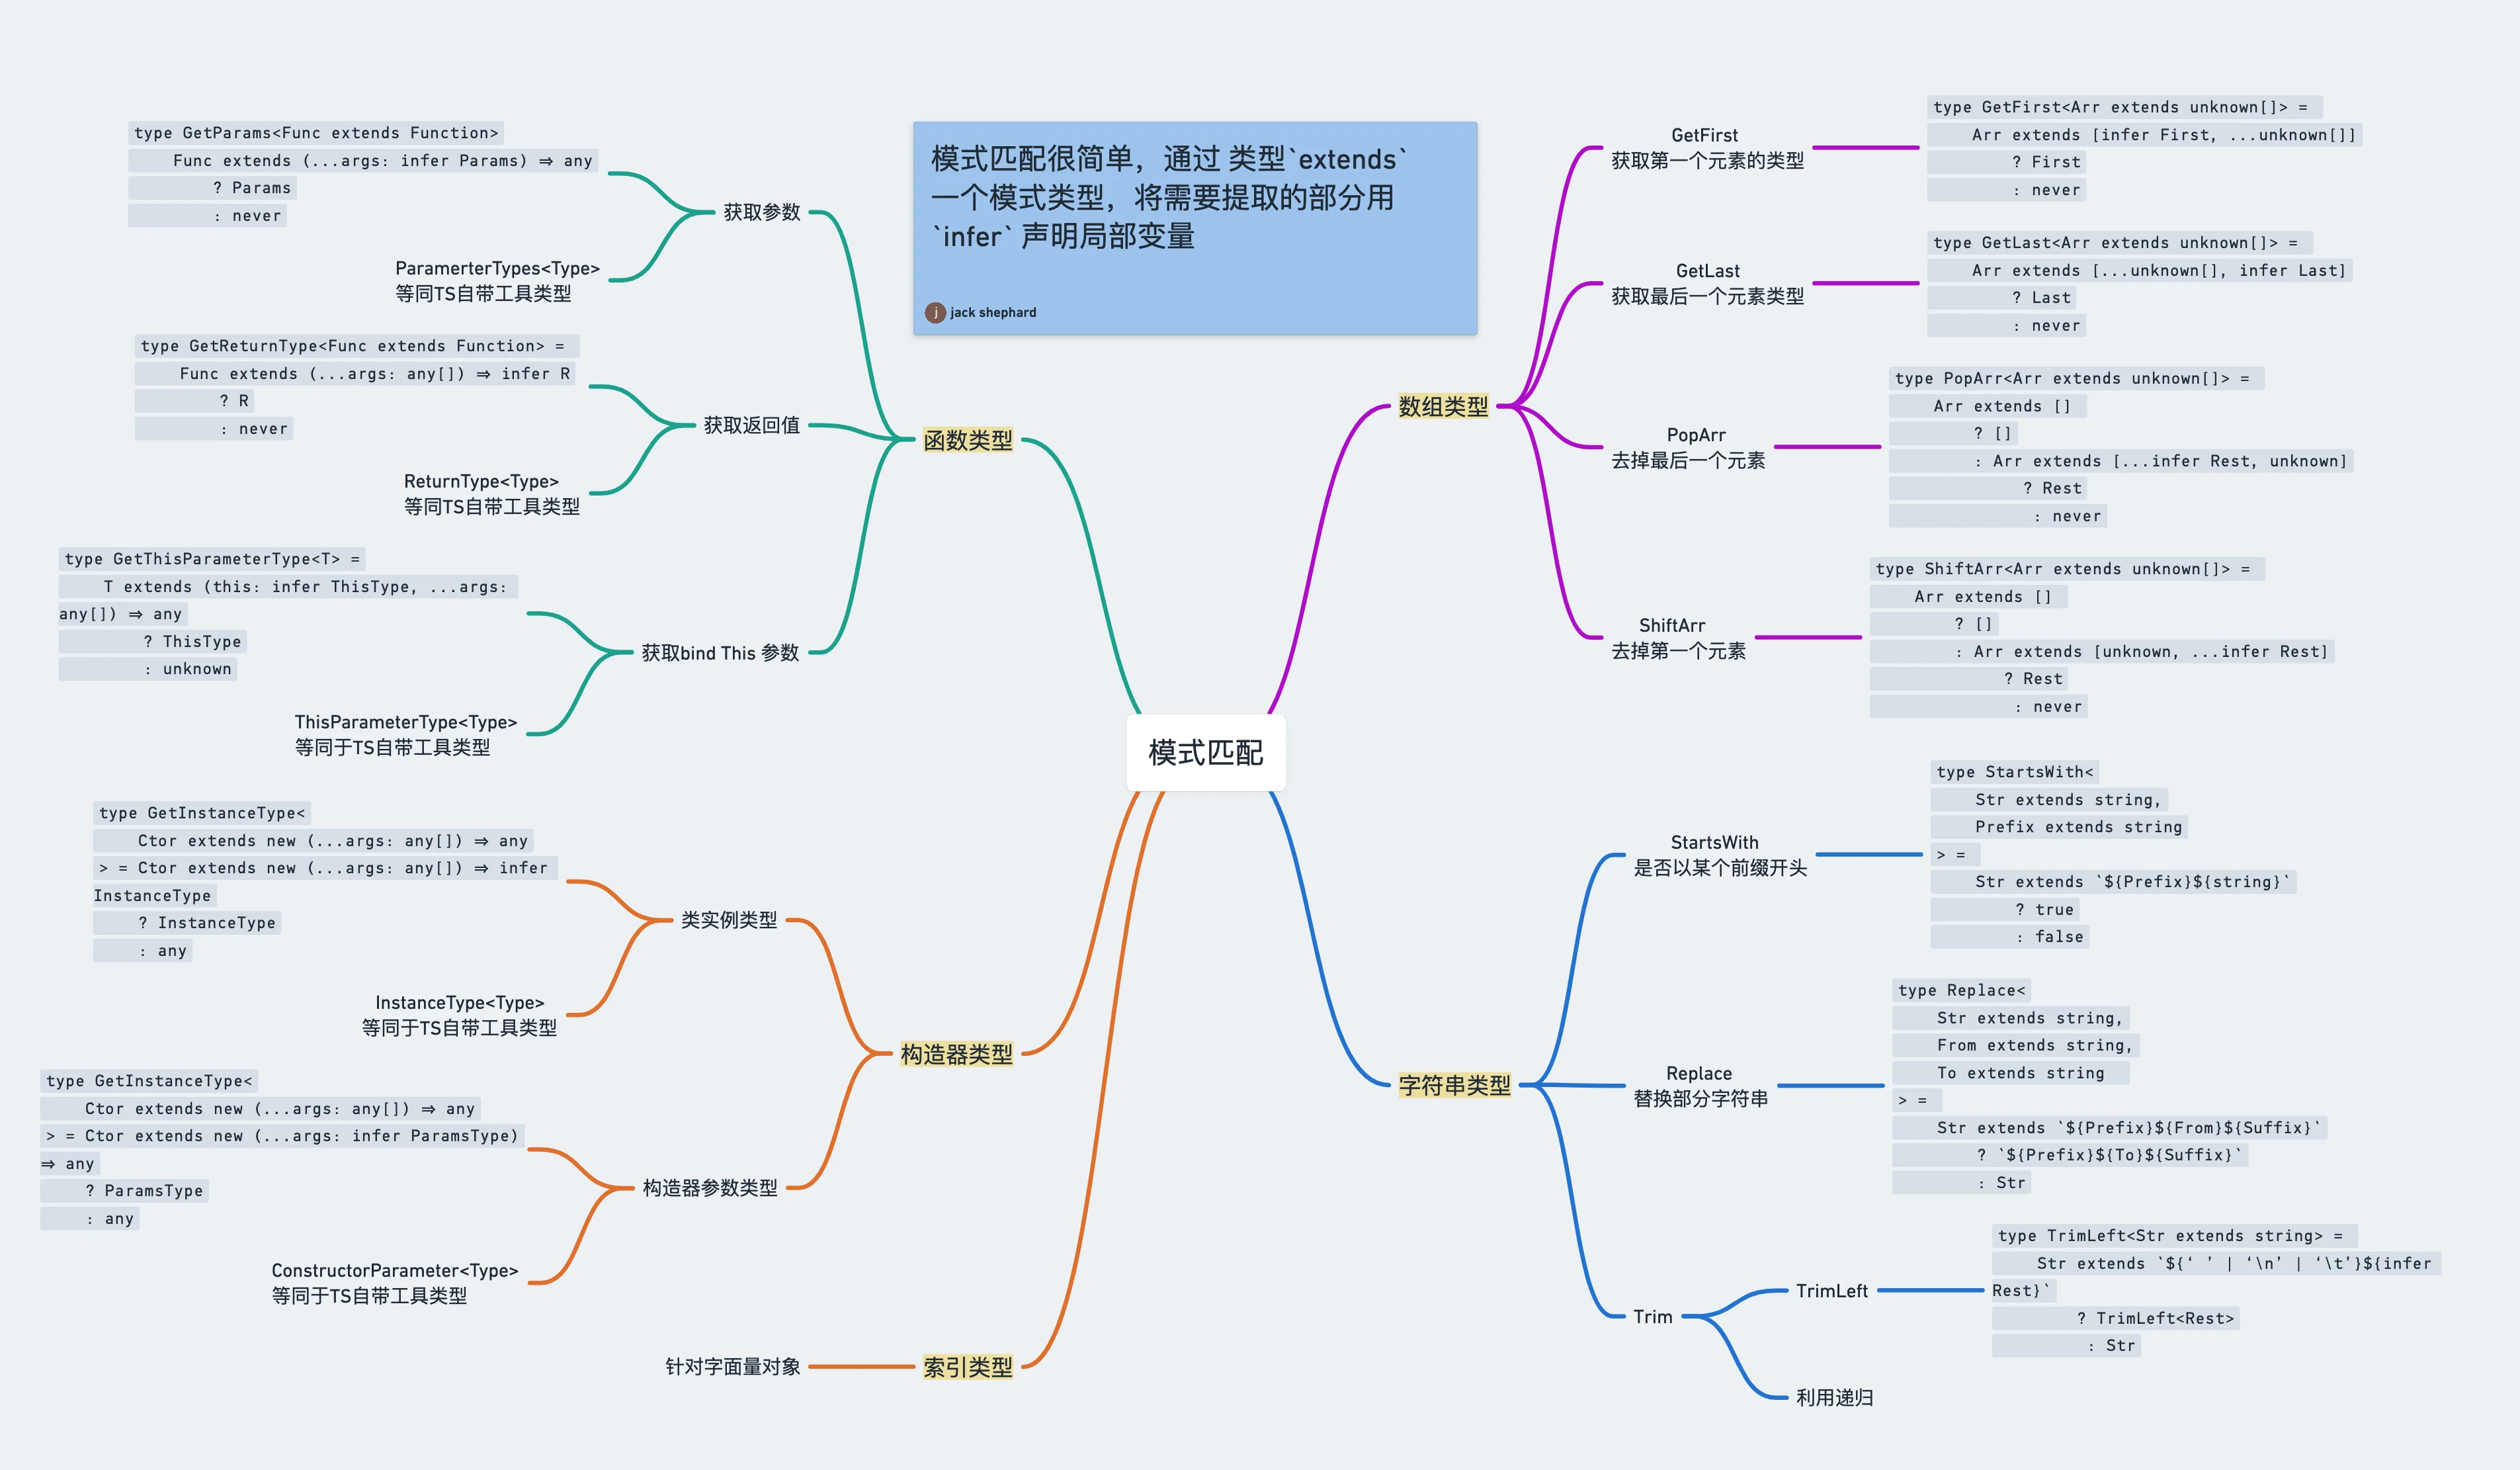 模式匹配很简单，通过 类型`extends`
一个模式类型，将需要提取的部分用
`infer` 声明局部变量
j
jack shephard
模式匹配
函数类型
获取参数
type GetParams<Func extends Function>
Func extends (...args: infer Params) ⇒ any
? Params
: never
ParamerterTypes<Type>
等同TS自带工具类型
获取返回值
type GetReturnType<Func extends Function> =
Func extends (...args: any[]) ⇒ infer R
? R
: never
ReturnType<Type>
等同TS自带工具类型
获取bind This 参数
type GetThisParameterType<T> =
T extends (this: infer ThisType, ...args:
any[]) ⇒ any
? ThisType
: unknown
ThisParameterType<Type>
等同于TS自带工具类型
构造器类型
类实例类型
type GetInstanceType<
Ctor extends new (...args: any[]) ⇒ any
> = Ctor extends new (...args: any[]) ⇒ infer
InstanceType
? InstanceType
: any
InstanceType<Type>
等同于TS自带工具类型
构造器参数类型
type GetInstanceType<
Ctor extends new (...args: any[]) ⇒ any
> = Ctor extends new (...args: infer ParamsType)
⇒ any
? ParamsType
: any
ConstructorParameter<Type>
等同于TS自带工具类型
索引类型
针对字面量对象
数组类型
GetFirst
获取第一个元素的类型
type GetFirst<Arr extends unknown[]> =
Arr extends [infer First, ...unknown[]]
? First
: never
GetLast
获取最后一个元素类型
type GetLast<Arr extends unknown[]> =
Arr extends [...unknown[], infer Last]
? Last
: never
PopArr
去掉最后一个元素
type PopArr<Arr extends unknown[]> =
Arr extends []
? []
: Arr extends [...infer Rest, unknown]
? Rest
: never
ShiftArr
去掉第一个元素
type ShiftArr<Arr extends unknown[]> =
Arr extends []
? []
: Arr extends [unknown, ...infer Rest]
? Rest
: never
字符串类型
StartsWith
是否以某个前缀开头
type StartsWith<
Str extends string,
Prefix extends string
> =
Str extends `${Prefix}${string}`
? true
: false
Replace
替换部分字符串
type Replace<
Str extends string,
From extends string,
To extends string
> =
Str extends `${Prefix}${From}${Suffix}`
? `${Prefix}${To}${Suffix}`
: Str
Trim
TrimLeft
type TrimLeft<Str extends string> =
Str extends `${‘ ’ | ‘\n’ | ‘\t’}${infer
Rest}`
? TrimLeft<Rest>
: Str
利用递归